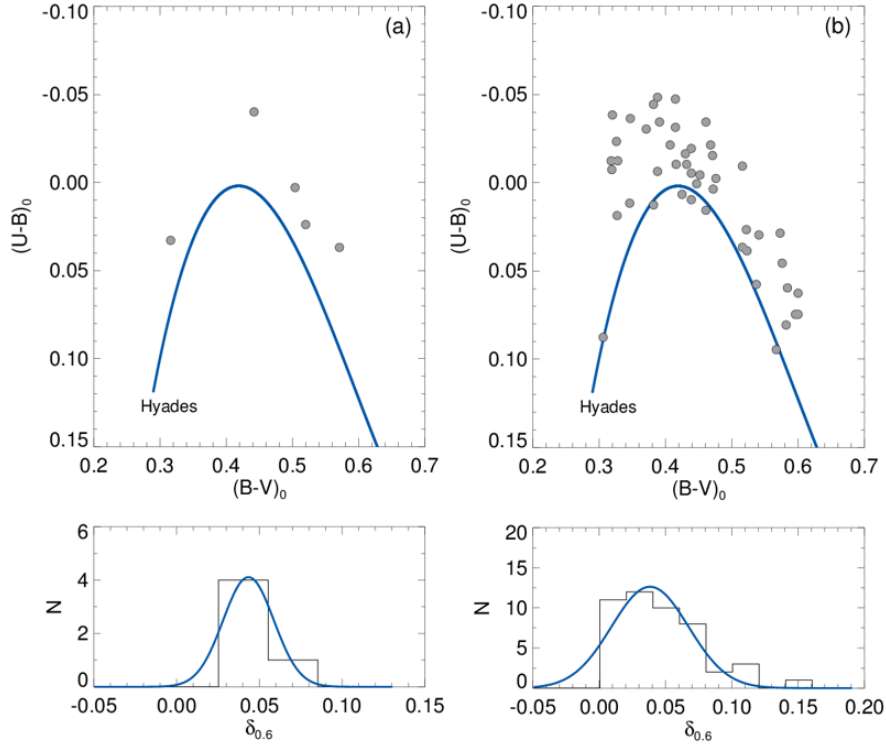 (a)
-0.10
-0.05
0.00
0.05
0.10
0.15
(U-B)0
Hyades
0.2 0.3 0.4 0.5 0.6 0.7
(B-V)0
(b)
-0.10
-0.05
0.00
0.05
0.10
0.15
(U-B)0
Hyades
0.2 0.3 0.4 0.5 0.6 0.7
(B-V)0
6
4
2
0
N
-0.05 0.00 0.05 0.10 0.15
δ0.6
20
15
10
5
0
N
-0.05 0.00 0.05 0.10 0.15 0.20
δ0.6